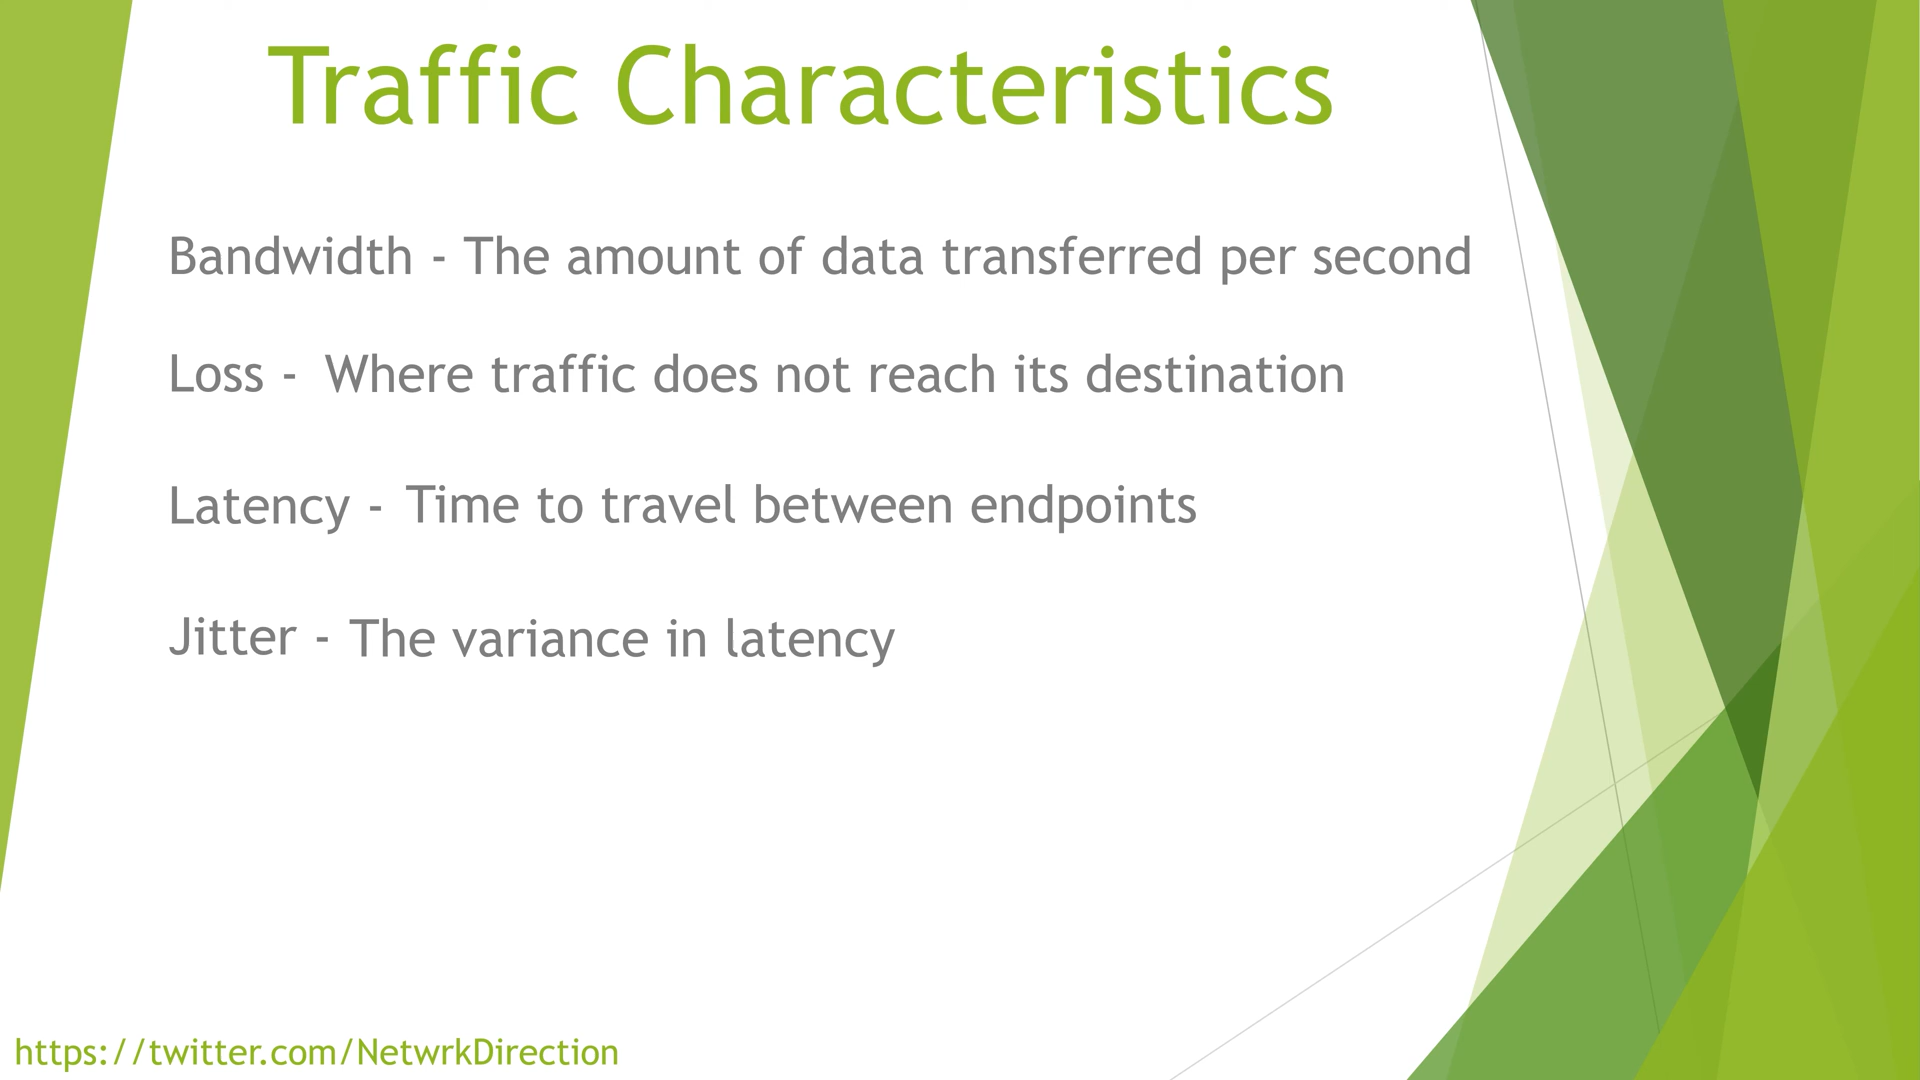 Traffic Characteristics
Bandwidth - The amount of data transferred per second
Loss - Where traffic does not reach its destination
Latency - Time to travel between endpoints
Jitter - The variance in latency
https://twitter.com/NetwrkDirection